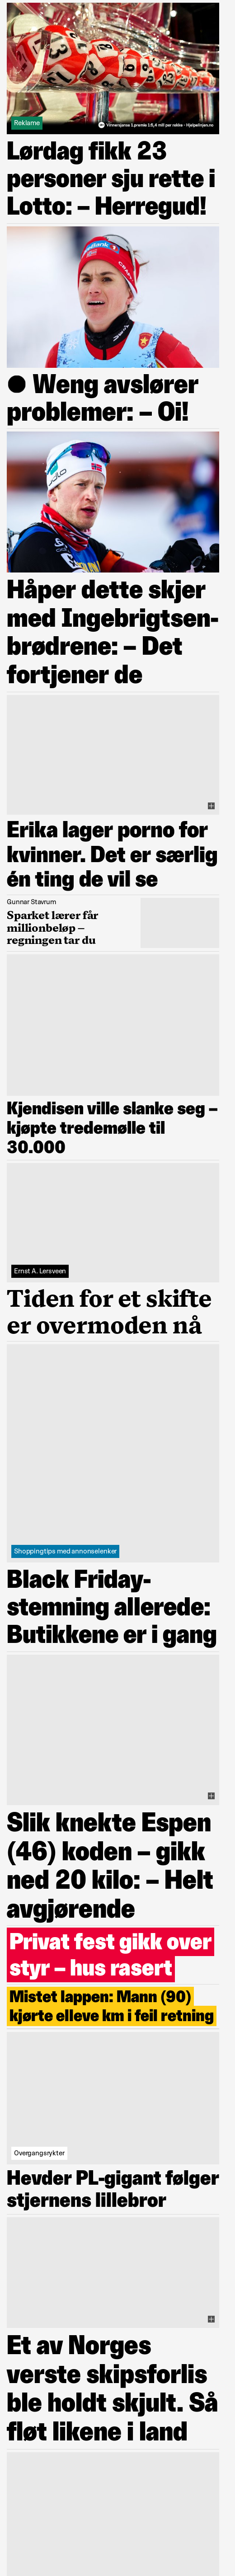 Reklame
Vinnersjanse 1.premie 1:5,4 mill per rekke - Hjelpelinjen.no
Lørdag fikk 23
personer sju rette i
Lotto: – Herregud!
● Weng avslører
problemer: – Oi!
Håper dette skjer
med Ingebrigtsen-
brødrene: – Det
fortjener de
Erika lager porno for
kvinner. Det er særlig
én ting de vil se
Gunnar Stavrum
Sparket lærer får
millionbeløp –
regningen tar du
Kjendisen ville slanke seg –
kjøpte tredemølle til
30.000
Ernst A. Lersveen
Tiden for et skifte
er overmoden nå
Shoppingtips med annonselenker
Black Friday-
stemning allerede:
Butikkene er i gang
Slik knekte Espen
(46) koden – gikk
ned 20 kilo: – Helt
avgjørende
Privat fest gikk over
styr – hus rasert
Mistet lappen: Mann (90)
kjørte elleve km i feil retning
Overgangsrykter
Hevder PL-gigant følger
stjernens lillebror
Et av Norges
verste skipsforlis
ble holdt skjult. Så
fløt likene i land